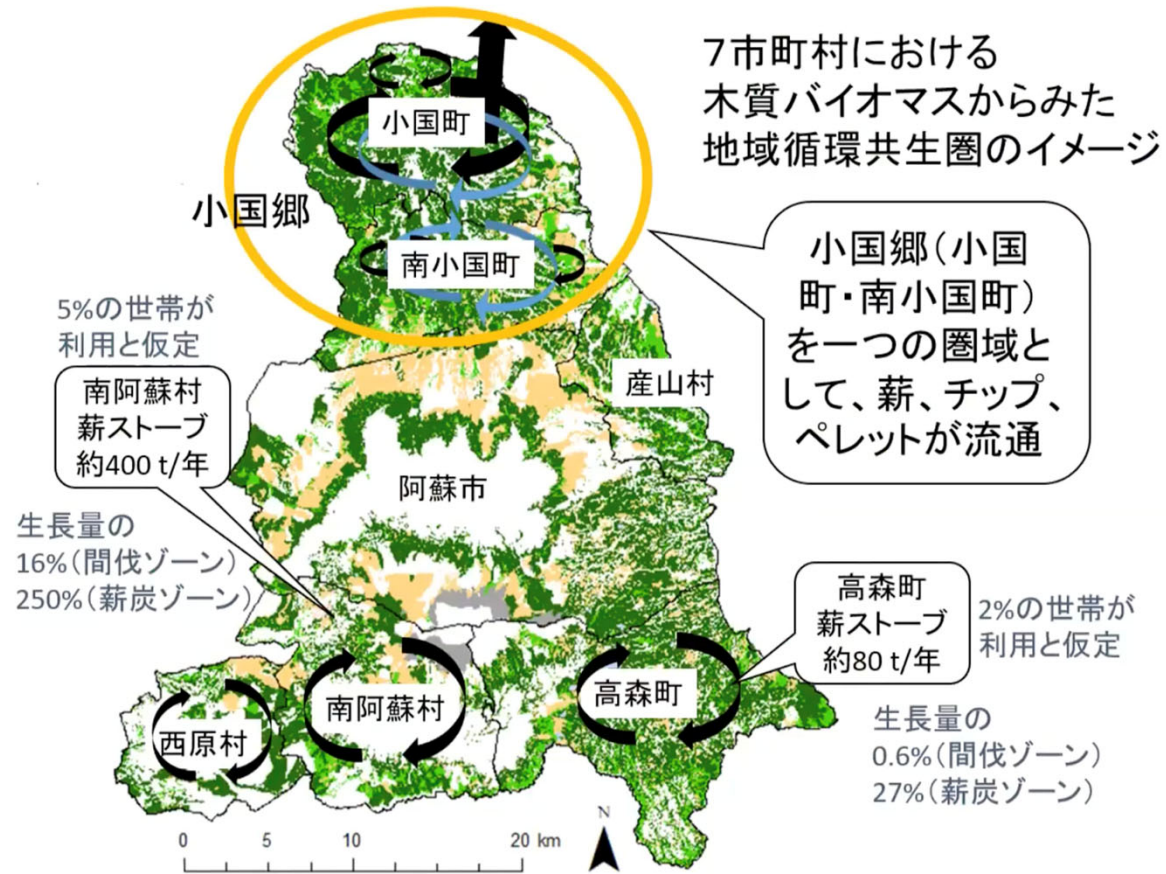 7市町村における
木質バイオマスからみた
地域循環共生圏のイメージ
小国町
小国郷
南小国町
小国郷（小国
町・南小国町）
を一つの圏域と
して、薪、チップ、
ペレットが流通
5%の世帯が
利用と仮定
南阿蘇村
薪ストーブ
約400 t/年
産山村
阿蘇市
生長量の
16%（間伐ゾーン）
250%（薪炭ゾーン）
高森町
薪ストーブ
約80 t/年
2%の世帯が
利用と仮定
西原村
南阿蘇村
高森町
生長量の
0.6%（間伐ゾーン）
27%（薪炭ゾーン）
N
0 5 10 20 km